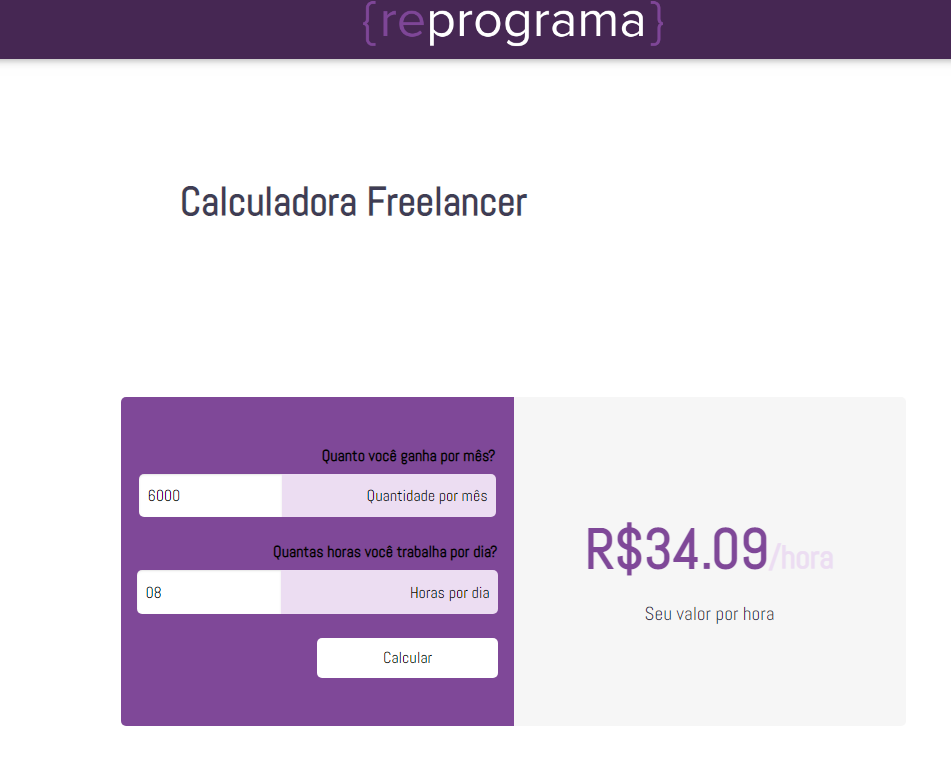 {reprograma}
Calculadora Freelancer
Quanto você ganha por mês?
6000 Quantidade por mês
Quantas horas você trabalha por dia?
08 Horas por dia
Calcular
R$34.09/hora
Seu valor por hora